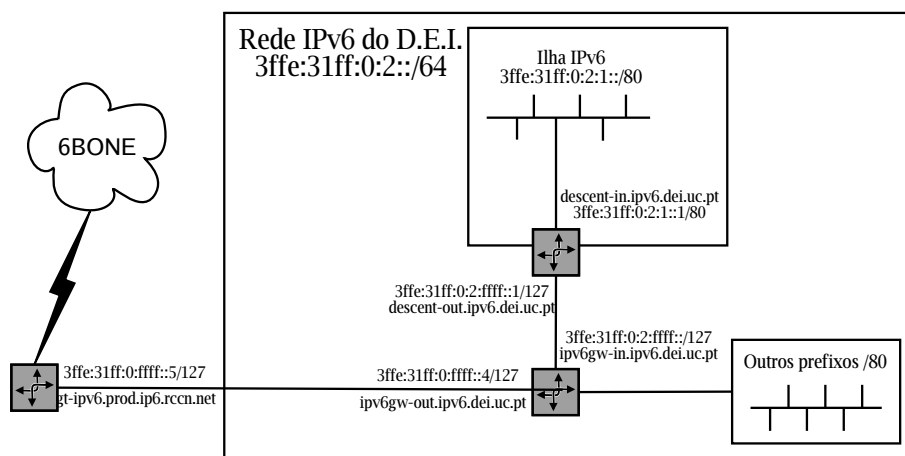 Rede IPv6 do D.E.I.
3ffe:31ff:0:2::/64
Ilha IPv6
3ffe:31ff:0:2:1::/80
6BONE
descent-in.ipv6.dei.uc.pt
3ffe:31ff:0:2:1::1/80
3ffe:31ff:0:2:ffff::1/127
descent-out.ipv6.dei.uc.pt
3ffe:31ff:0:2:ffff::/127
ipv6gw-in.ipv6.dei.uc.pt
3ffe:31ff:0:ffff::5/127
gt-ipv6.prod.ip6.rccn.net
3ffe:31ff:0:ffff::4/127
ipv6gw-out.ipv6.dei.uc.pt
Outros prefixos /80